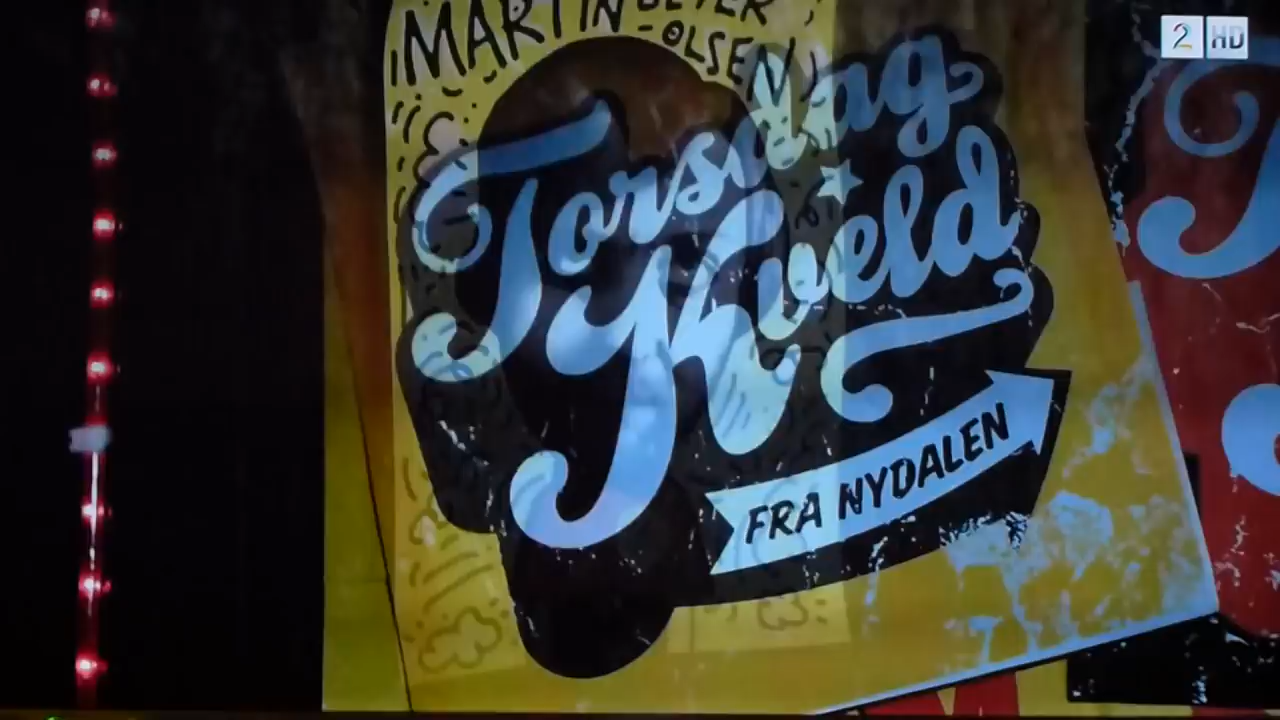 2 HD
MARTIN BEYER
-OLSEN
Torsdag
Kveld
FRA NYDALEN